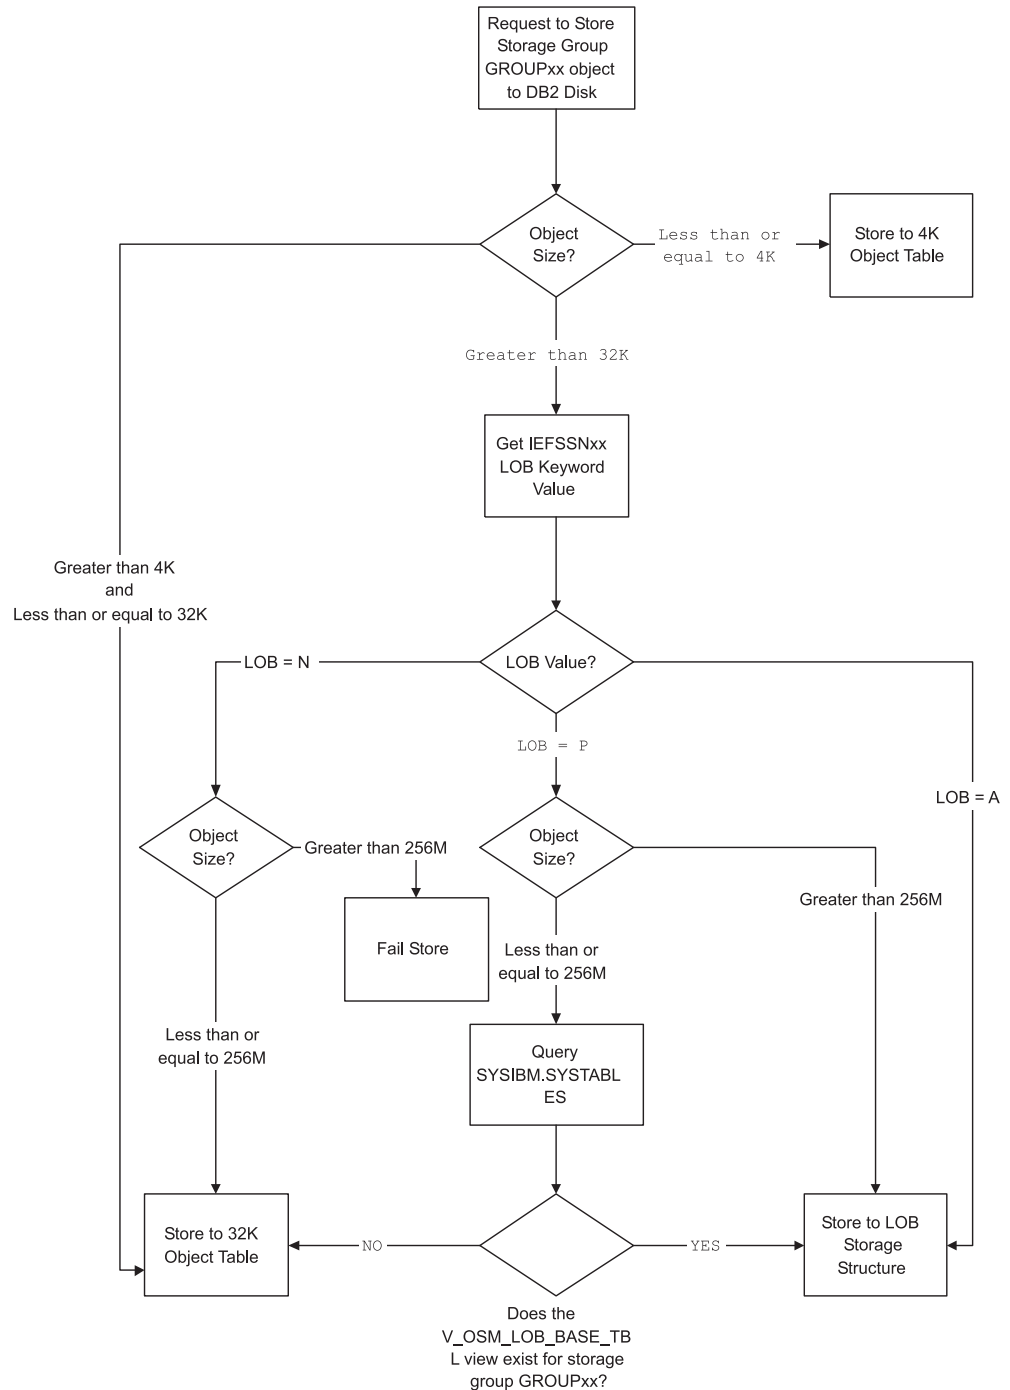 Request to Store
Storage Group
GROUPxx object
to DB2 Disk
Object
Size?
Less than or
equal to 4K
Store to 4K
Object Table
Greater than 32K
Get IEFSSNxx
LOB Keyword
Value
Greater than 4K
and
Less than or equal to 32K
LOB = N
LOB Value?
LOB = P
LOB = A
Object
Size?
Greater than 256M
Object
Size?
Greater than 256M
Fail Store
Less than or
equal to 256M
Less than or
equal to 256M
Query
SYSIBM.SYSTABL
ES
Store to 32K
Object Table
NO
YES
Store to LOB
Storage
Structure
Does the
V_OSM_LOB_BASE_TB
L view exist for storage
group GROUPxx?